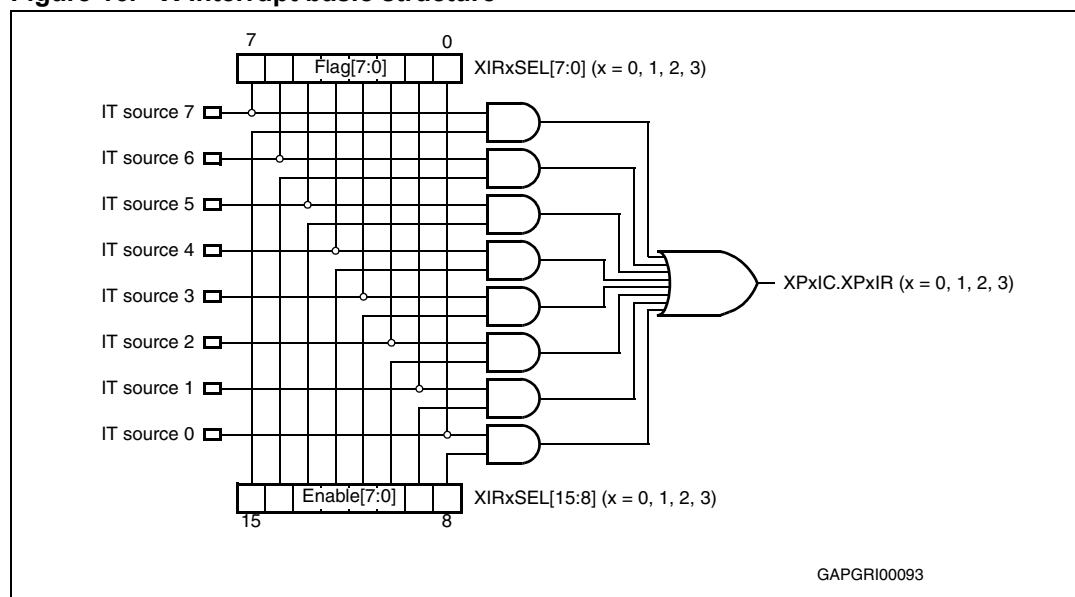 7 0
Flag[7:0] XIRxSEL[7:0] (x = 0, 1, 2, 3)
IT source 7
IT source 6
IT source 5
IT source 4
IT source 3
XPxIC.XPxIR (x = 0, 1, 2, 3)
IT source 2
IT source 1
IT source 0
Enable[7:0] XIRxSEL[15:8] (x = 0, 1, 2, 3)
15 8
GAPGRI00093